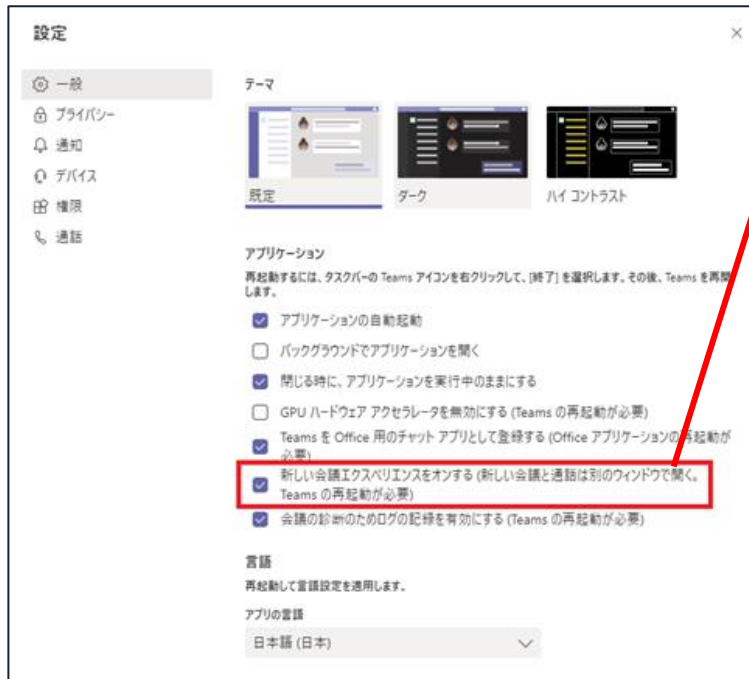 設定
一般
プライバシー
通知
デバイス
権限
通話
テーマ
既定
ダーク
ハイ コントラスト
アプリケーション
再起動するには、タスクバーの Teams アイコンを右クリックして、[終了] を選択します。その後、Teams を再開
します。
アプリケーションの自動起動
バックグラウンドでアプリケーションを開く
閉じる時に、アプリケーションを実行中のままにする
GPU ハードウェア アクセラレータを無効にする (Teams の再起動が必要)
Teams を Office 用のチャット アプリとして登録する (Office アプリケーションの再起動が
必要)
新しい会議エクスペリエンスをオンする (新しい会議と通話は別のウィンドウで開く。
Teams の再起動が必要)
会議の診断のためログの記録を有効にする (Teams の再起動が必要)
言語
再起動して言語設定を適用します。
アプリの言語
日本語 (日本)